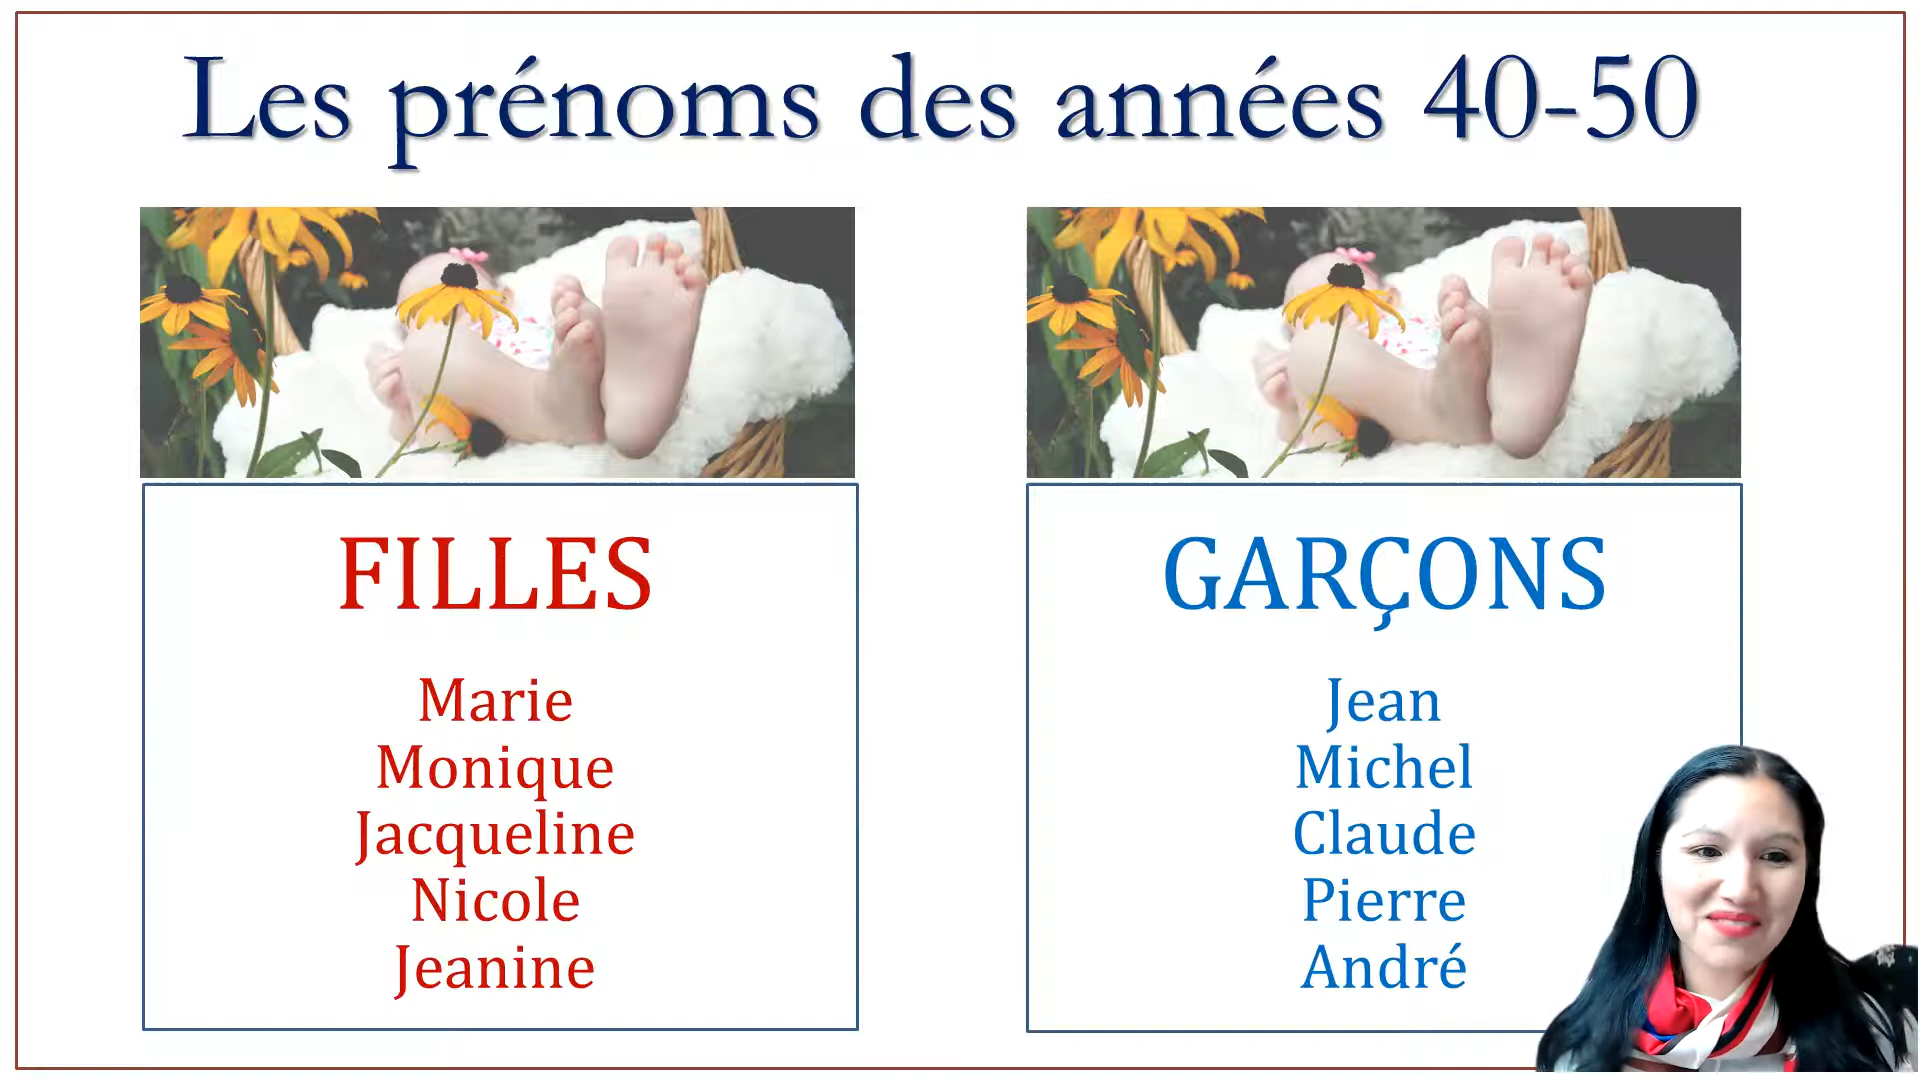 Les prénoms des années 40-50
FILLES
Marie
Monique
Jacqueline
Nicole
Jeanine
GARÇONS
Jean
Michel
Claude
Pierre
André